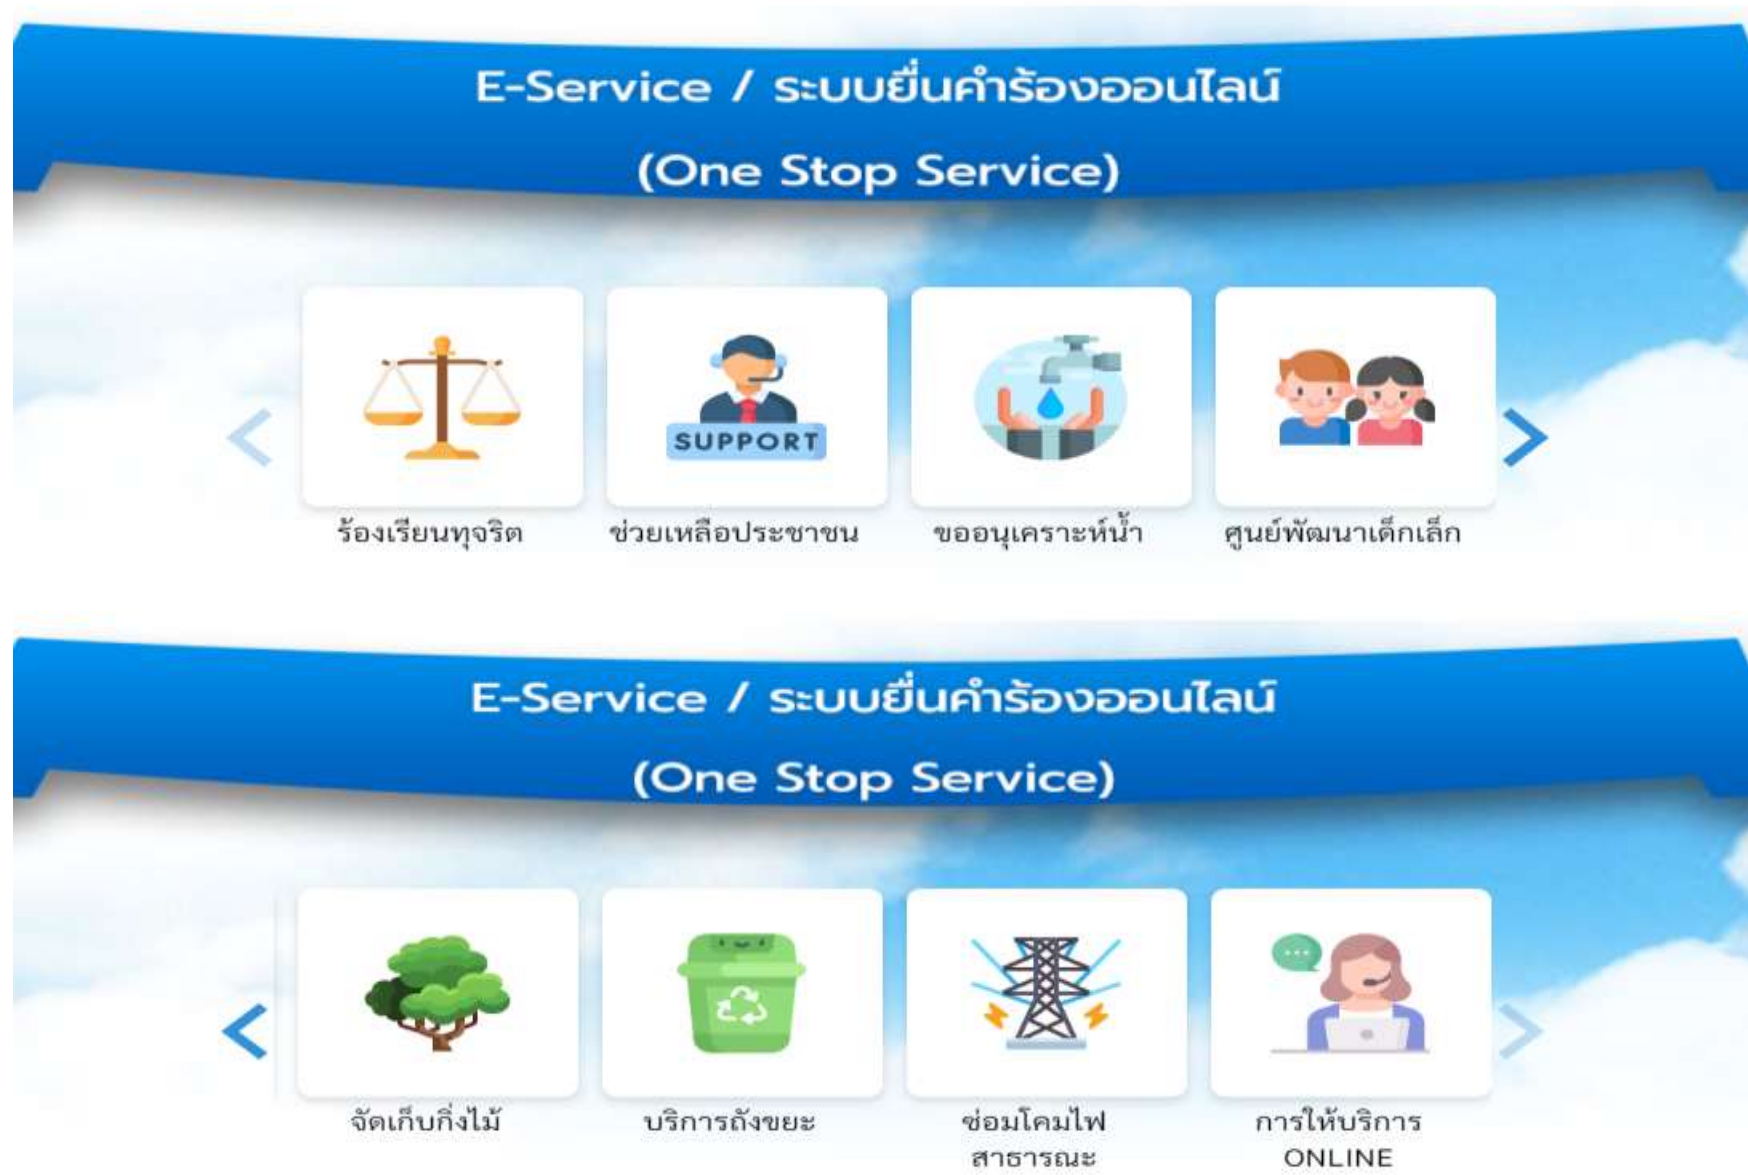 E-Service / ระบบยื่นคำร้องออนไลน์
(One Stop Service)
SUPPORT
ร้องเรียนทุจริต
ช่วยเหลือประชาชน
ขออนุเคราะห์น้ำ
ศูนย์พัฒนาเด็กเล็ก
E-Service / ระบบยื่นคำร้องออนไลน์
(One Stop Service)
จัดเก็บกิ่งไม้
บริการถังขยะ
ซ่อมโคมไฟ
สาธารณะ
การให้บริการ
ONLINE